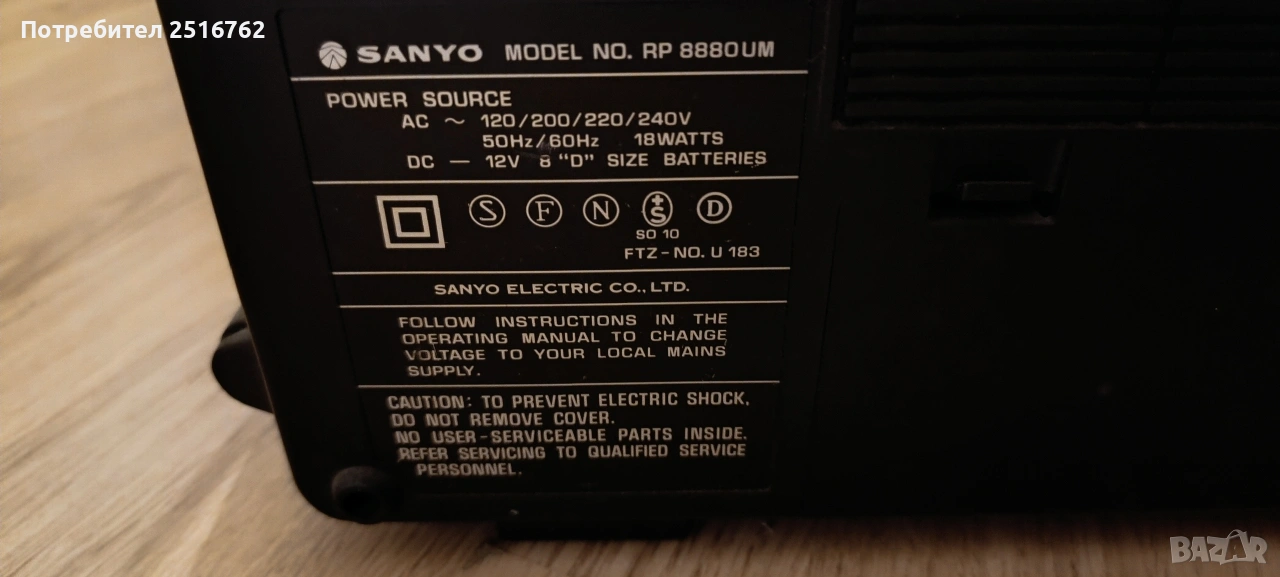 Потребител 2516762
SANYO MODEL NO. RP 8880UM
POWER SOURCE
AC ~ 120/200/220/240V
50Hz/60Hz 18WATTS
DC — 12V 8 "D" SIZE BATTERIES
S F N +S D
SO 10
FTZ-NO. U 183
SANYO ELECTRIC CO., LTD.
FOLLOW INSTRUCTIONS IN THE
OPERATING MANUAL TO CHANGE
VOLTAGE TO YOUR LOCAL MAINS
SUPPLY.
CAUTION: TO PREVENT ELECTRIC SHOCK,
DO NOT REMOVE COVER.
NO USER-SERVICEABLE PARTS INSIDE.
REFER SERVICING TO QUALIFIED SERVICE
PERSONNEL.
BAZAR